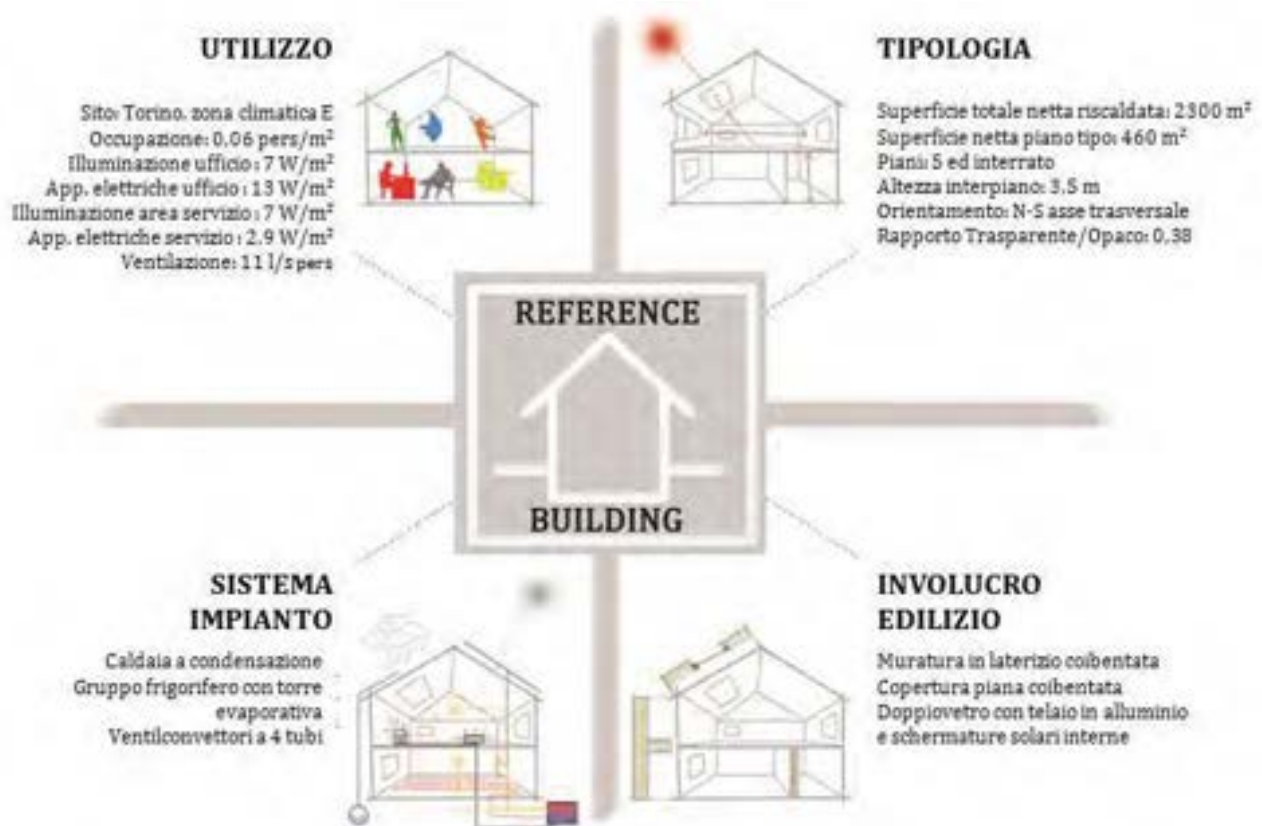 UTILIZZO
Sito: Torino, zona climatica E
Occupazione: 0,06 pers/m²
Illuminazione ufficio: 7 W/m²
App. elettriche ufficio: 13 W/m²
Illuminazione area servizio: 7 W/m²
App. elettriche servizio: 2.9 W/m²
Ventilazione: 11 l/s pers
TIPOLOGIA
Superficie totale netta riscaldata: 2300 m²
Superficie netta piano tipo: 460 m²
Piani: 5 ed interrato
Altezza interpiano: 3,5 m
Orientamento: N-S asse trasversale
Rapporto Trasparente/Opaco: 0,38
REFERENCE
BUILDING
SISTEMA
IMPIANTO
Caldaia a condensazione
Gruppo frigorifero con torre
evaporativa
Ventilconvettori a 4 tubi
INVOLUCRO
EDILIZIO
Muratura in laterizio coibentata
Copertura piana coibentata
Doppiovetro con telaio in alluminio
e schermature solari interne